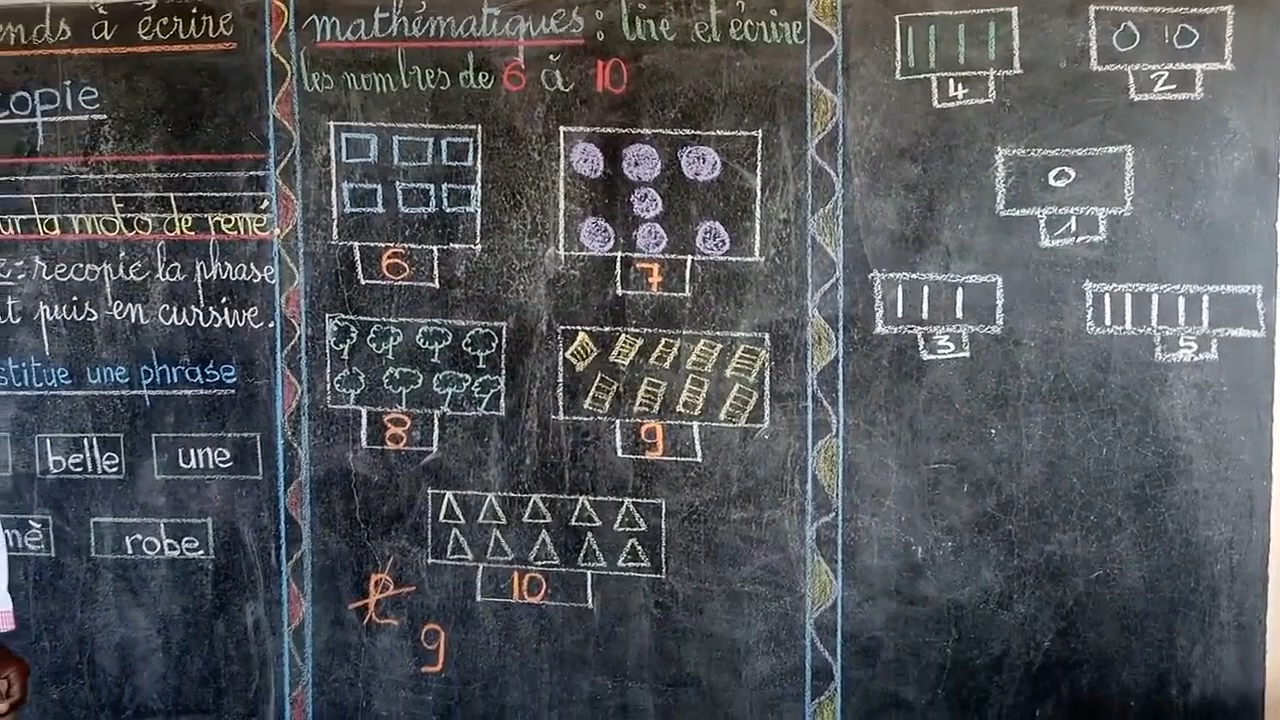 ends à écrire
copie
ur la moto de rené.
: recopie la phrase
t puis en cursive.
stitue une phrase
belle
une
mè
robe
mathématiques : lire et écrire
les nombres de 6 à 10
6
7
8
9
10
9
4
2
1
3
5